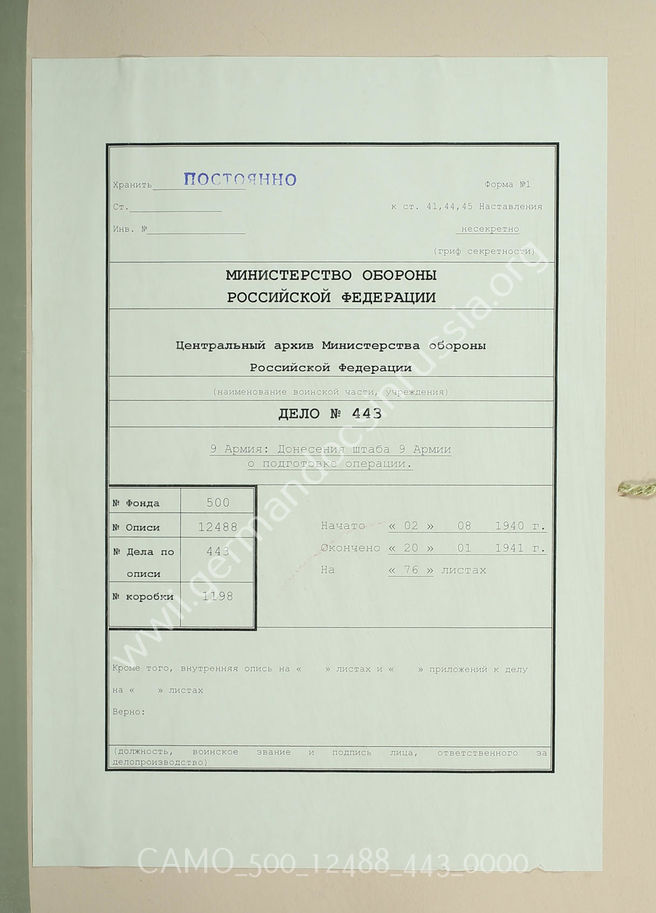 Хранить ПОСТОЯННО
Форма №1
Ст.
к ст. 41,44,45 Наставления
Инв. №
несекретно
(гриф секретности)
МИНИСТЕРСТВО ОБОРОНЫ
РОССИЙСКОЙ ФЕДЕРАЦИИ
Центральный архив Министерства обороны
Российской Федерации
(наименование воинской части, учреждения)
ДЕЛО № 443
9 Армия: Донесения штаба 9 Армии
о подготовке операции.
№ Фонда 500
№ Описи 12488
№ Дела по 443
описи
№ коробки 1198
Начато « 02 » 08 1940 г.
Окончено « 20 » 01 1941 г.
На « 76 » листах
Кроме того, внутренняя опись на « » листах и « » приложений к делу
на « » листах
Верно:
(должность, воинское звание и подпись лица, ответственного за
делопроизводство)
www.germandocsinrussia.org
CAMO_500_12488_443_0000